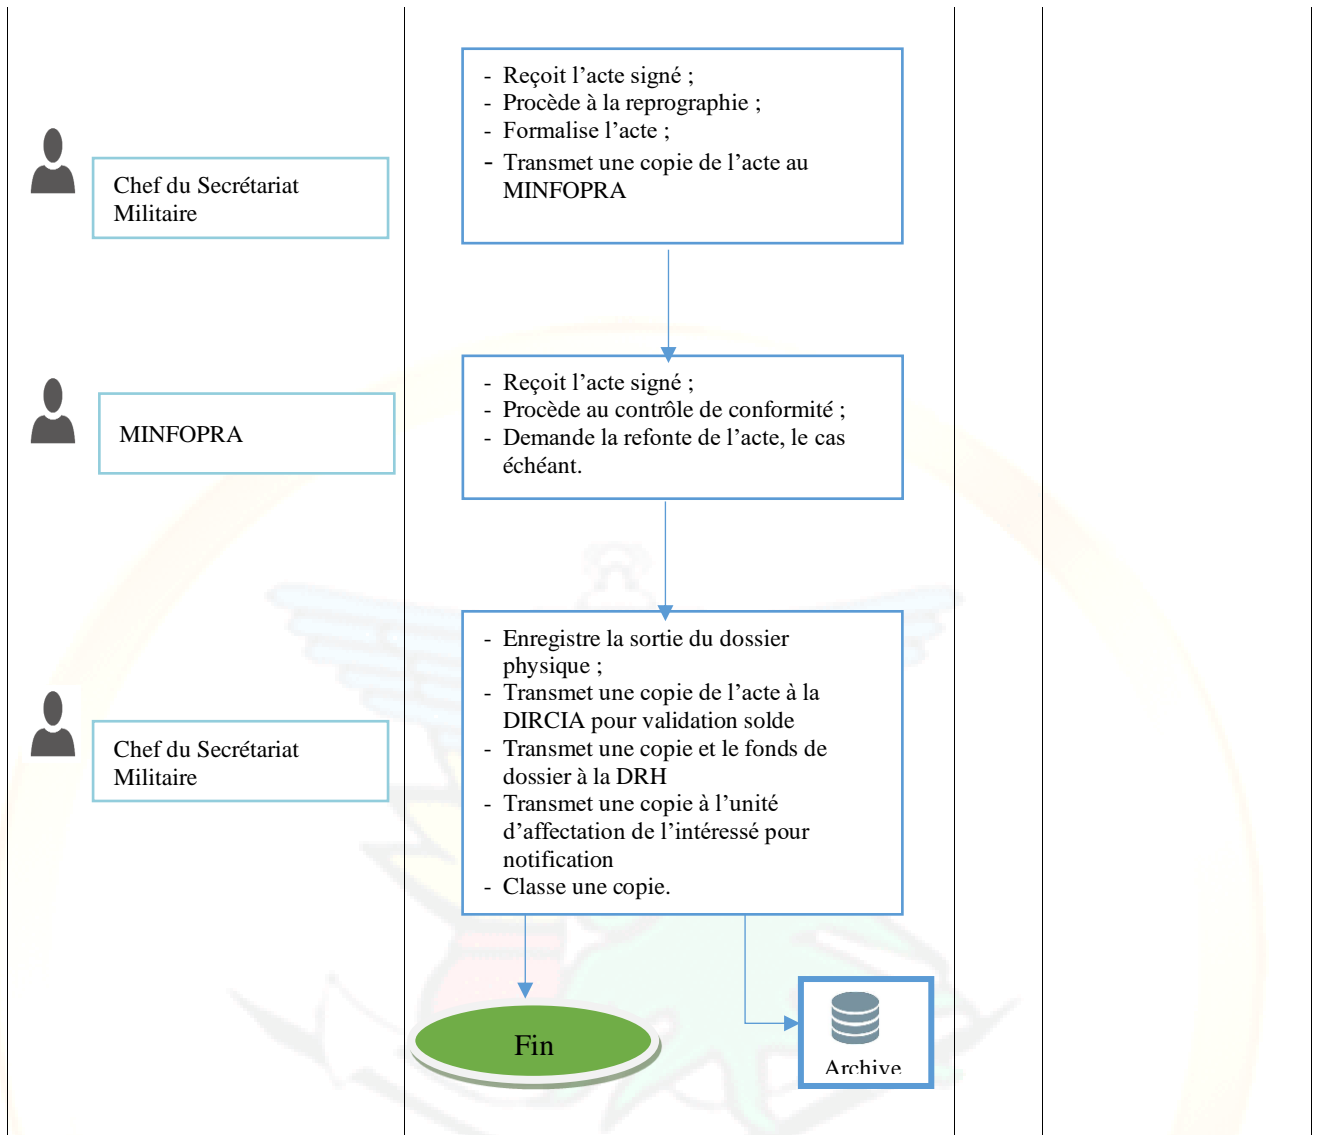 - Reçoit l’acte signé ;
- Procède à la reprographie ;
- Formalise l’acte ;
- Transmet une copie de l’acte au
MINFOPRA
Chef du Secrétariat
Militaire
- Reçoit l’acte signé ;
- Procède au contrôle de conformité ;
- Demande la refonte de l’acte, le cas
échéant.
MINFOPRA
- Enregistre la sortie du dossier
physique ;
- Transmet une copie de l’acte à la
DIRCIA pour validation solde
- Transmet une copie et le fonds de
dossier à la DRH
- Transmet une copie à l’unité
d’affectation de l’intéressé pour
notification
- Classe une copie.
Chef du Secrétariat
Militaire
Fin
Archive